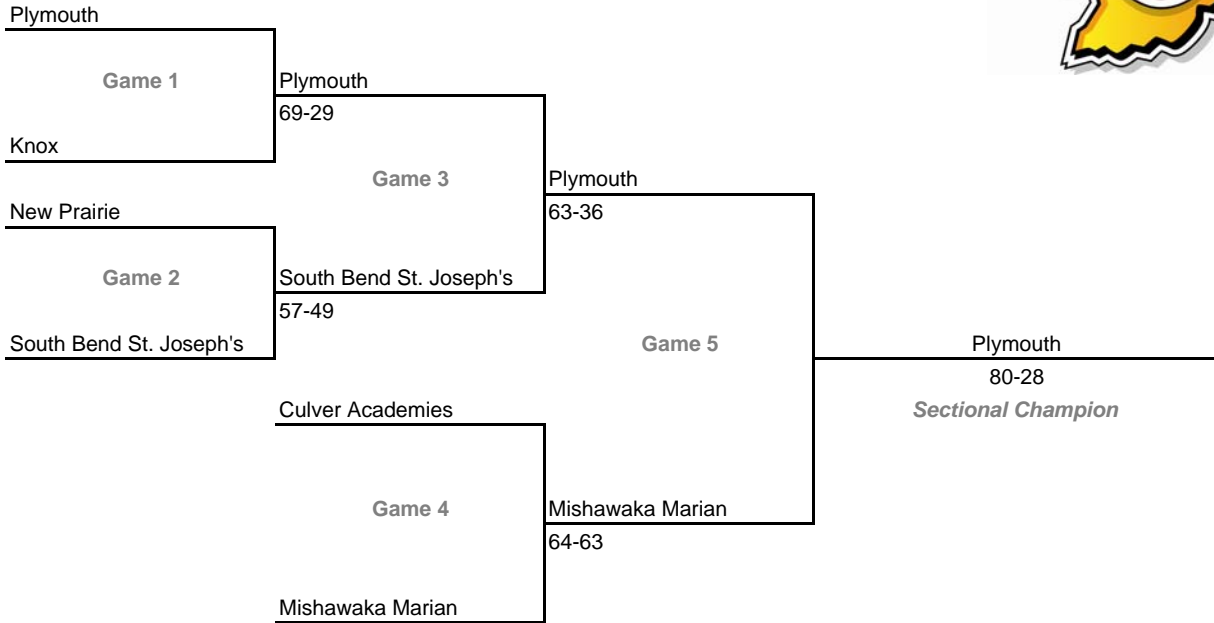 Plymouth
Game 1
Plymouth
69-29
Knox
Game 3
Plymouth
New Prairie
63-36
Game 2
South Bend St. Joseph's
57-49
South Bend St. Joseph's
Game 5
Plymouth
80-28
Culver Academies
Sectional Champion
Game 4
Mishawaka Marian
64-63
Mishawaka Marian